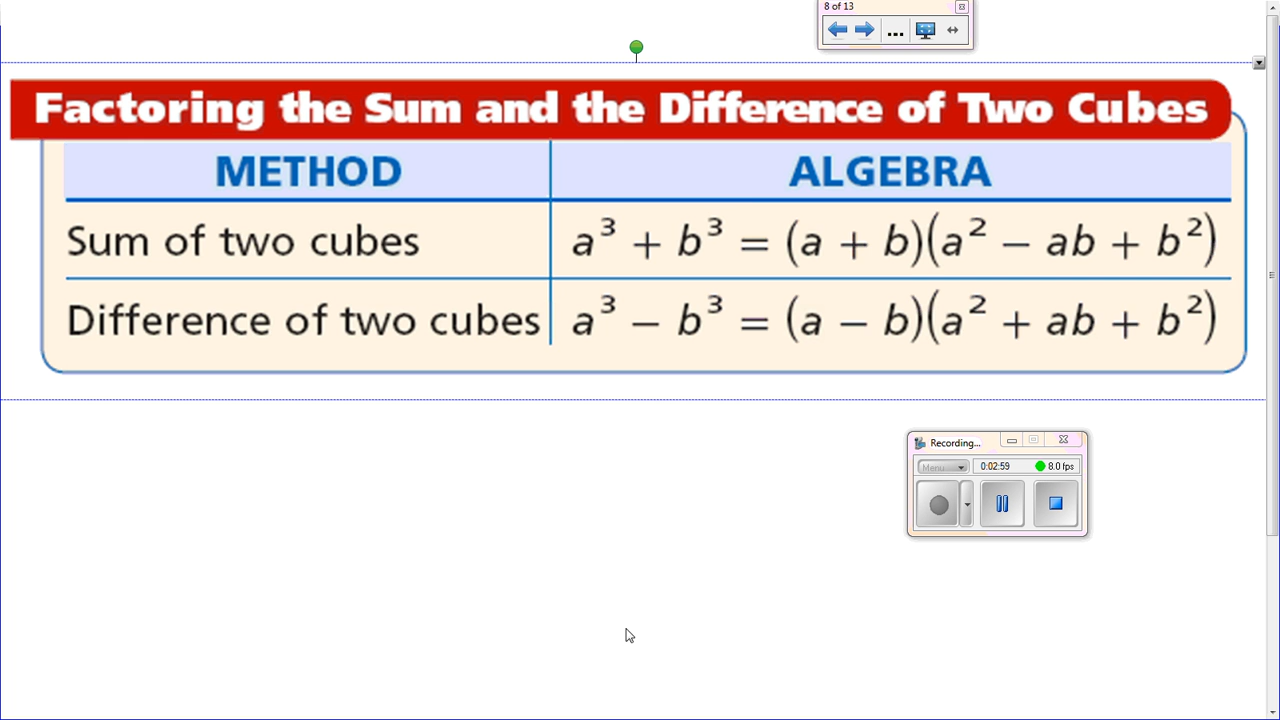 8 of 13
...
Factoring the Sum and the Difference of Two Cubes
METHOD ALGEBRA
Sum of two cubes a³ + b³ = (a + b)(a² − ab + b²)
Difference of two cubes a³ − b³ = (a − b)(a² + ab + b²)
Recording...
Menu 0:02:59 8.0 fps